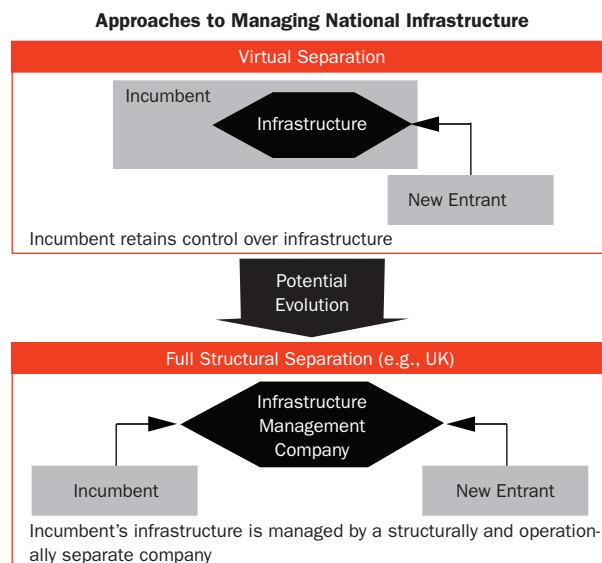 Approaches to Managing National Infrastructure
Virtual Separation
Incumbent
Infrastructure
New Entrant
Incumbent retains control over infrastructure
Potential
Evolution
Full Structural Separation (e.g., UK)
Infrastructure
Management
Company
Incumbent
New Entrant
Incumbent's infrastructure is managed by a structurally and operation-
ally separate company